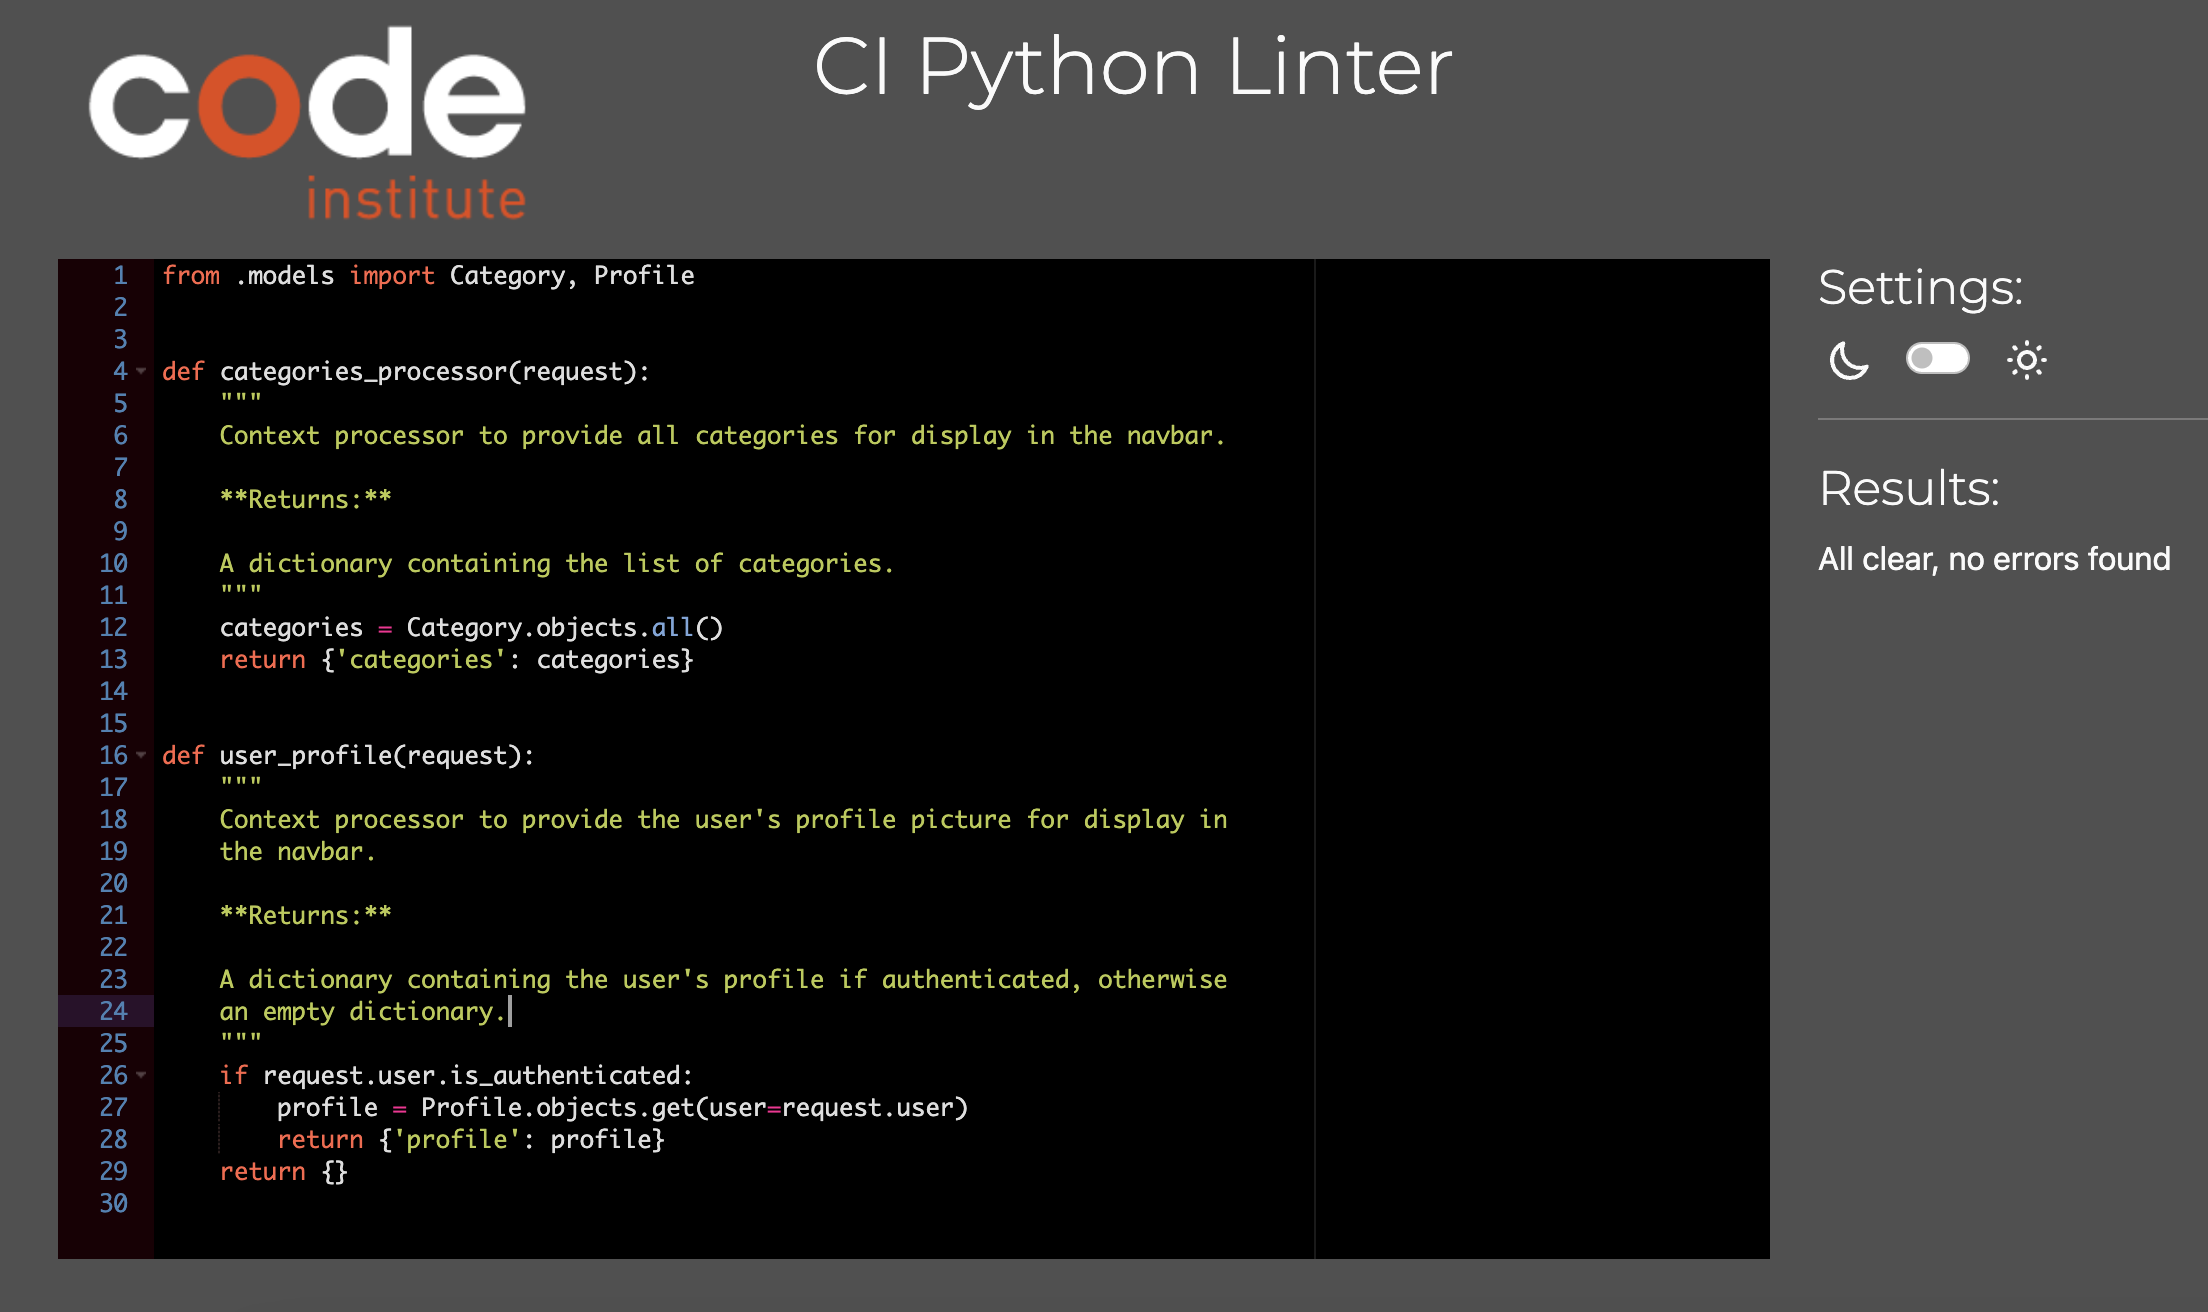 code
institute
CI Python Linter
1 from .models import Category, Profile
2
3
4 def categories_processor(request):
5     """
6     Context processor to provide all categories for display in the navbar.
7
8     **Returns:**
9
10     A dictionary containing the list of categories.
11     """
12     categories = Category.objects.all()
13     return {'categories': categories}
14
15
16 def user_profile(request):
17     """
18     Context processor to provide the user's profile picture for display in
19     the navbar.
20
21     **Returns:**
22
23     A dictionary containing the user's profile if authenticated, otherwise
24     an empty dictionary.
25     """
26     if request.user.is_authenticated:
27         profile = Profile.objects.get(user=request.user)
28         return {'profile': profile}
29     return {}
30
Settings:
Results:
All clear, no errors found